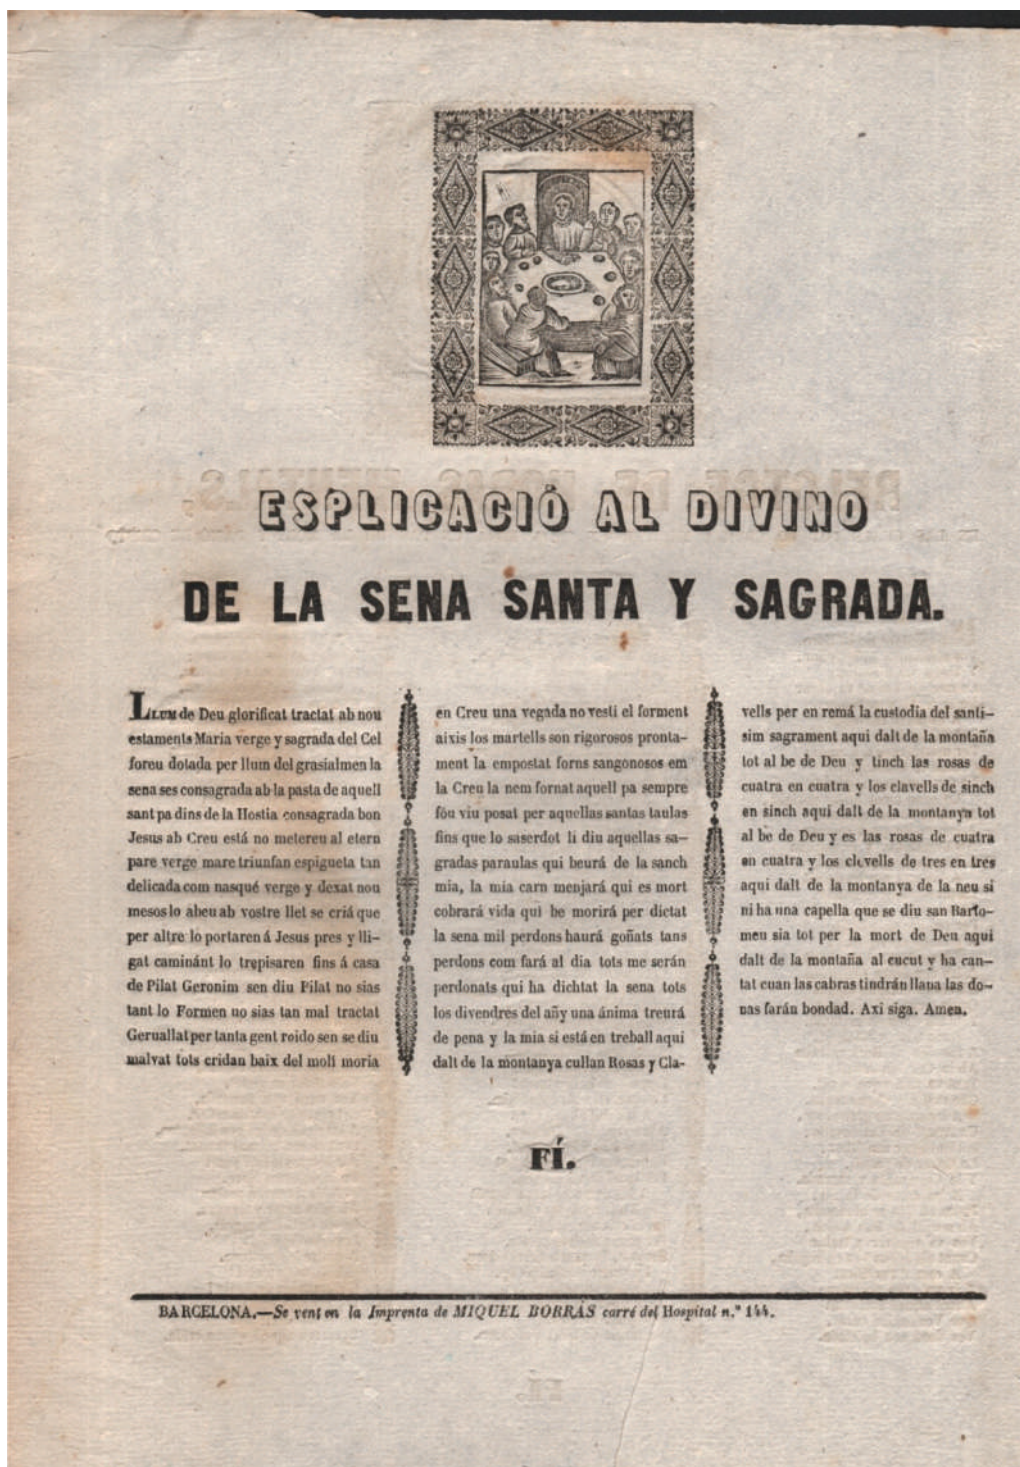 ESPLICACIÓ AL DIVINO
DE LA SENA SANTA Y SAGRADA.
LLUM de Deu glorificat tractat ab nou
estaments Maria verge y sagrada del Cel
foreu dotada per llum del grasialmen la
sena ses consagrada ab la pasta de aquell
sant pa dins de la Hostia consagrada bon
Jesus ab Creu está no metereu al etern
pare verge mare triunfan espigueta tan
delicada com nasqué verge y dexat nou
mesos lo abeu ab vostre llet se criá que
per altre lo portaren á Jesus pres y lli-
gat caminánt lo trepisaren fins á casa
de Pilat Geronim sen diu Pilat no sias
tant lo Formen no sias tan mal tractat
Geruallat per tanta gent roido sen se diu
malvat tots cridan baix del molí moria
en Creu una vegada no vesti el forment
aixis los martells son rigorosos pronta-
ment la empostat forns sangonosos em
la Creu la nem fornat aquell pa sempre
fóu viu posat per aquellas santas taulas
fins que lo saserdot li diu aquellas sa-
gradas paraulas qui beurá de la sanch
mia, la mia carn menjará qui es mort
cobrará vida qui be morirá per dictat
la sena mil perdons haurá goñats tans
perdons com fará al dia tots me serán
perdonats qui ha dichtat la sena tots
los divendres del añy una ánima treurá
de pena y la mia si está en treball aqui
dalt de la montanya cullan Rosas y Cla-
vells per en remá la custodia del santi-
sim sagrament aqui dalt de la montaña
tot al be de Deu y tinch las rosas de
cuatra en cuatra y los clavells de sinch
en sinch aqui dalt de la montanya tot
al be de Deu y es las rosas de cuatra
en cuatra y los clevells de tres en tres
aqui dalt de la montanya de la neu si
ni ha una capella que se diu san Barto-
meu sia tot per la mort de Deu aqui
dalt de la montaña al cucut y ha can-
tat cuan las cabras tindrán llana las do-
nas farán bondad. Axi siga. Amen.
FÍ.
BARCELONA.—Se vent en la Imprenta de MIQUEL BORRÁS carré del Hospital n.º 144.